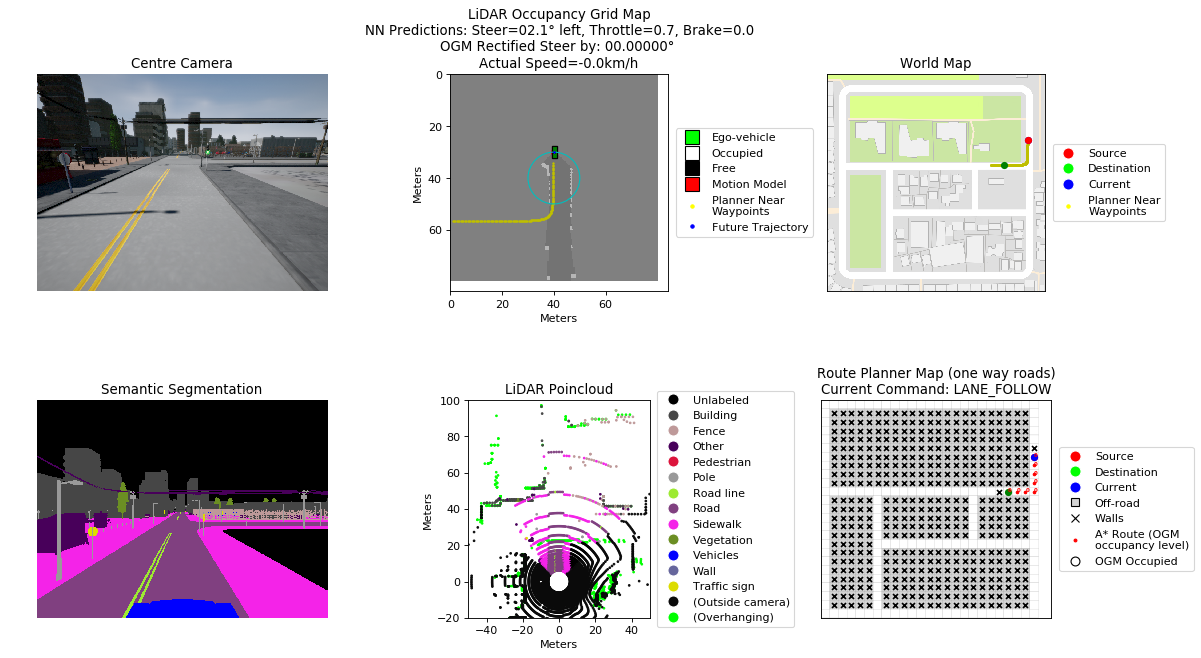 LiDAR Occupancy Grid Map
NN Predictions: Steer=02.1° left, Throttle=0.7, Brake=0.0
OGM Rectified Steer by: 00.00000°
Actual Speed=-0.0km/h
Centre Camera
World Map
0
20
40
60
Meters
0
20
40
60
Meters
Ego-vehicle
Occupied
Free
Motion Model
Planner Near
Waypoints
Future Trajectory
Source
Destination
Current
Planner Near
Waypoints
Semantic Segmentation
LiDAR Poincloud
100
80
60
40
20
0
−20
Meters
−40
−20
0
20
40
Meters
Unlabeled
Building
Fence
Other
Pedestrian
Pole
Road line
Road
Sidewalk
Vegetation
Vehicles
Wall
Traffic sign
(Outside camera)
(Overhanging)
Route Planner Map (one way roads)
Current Command: LANE_FOLLOW
Source
Destination
Current
Off-road
Walls
A* Route (OGM
occupancy level)
OGM Occupied